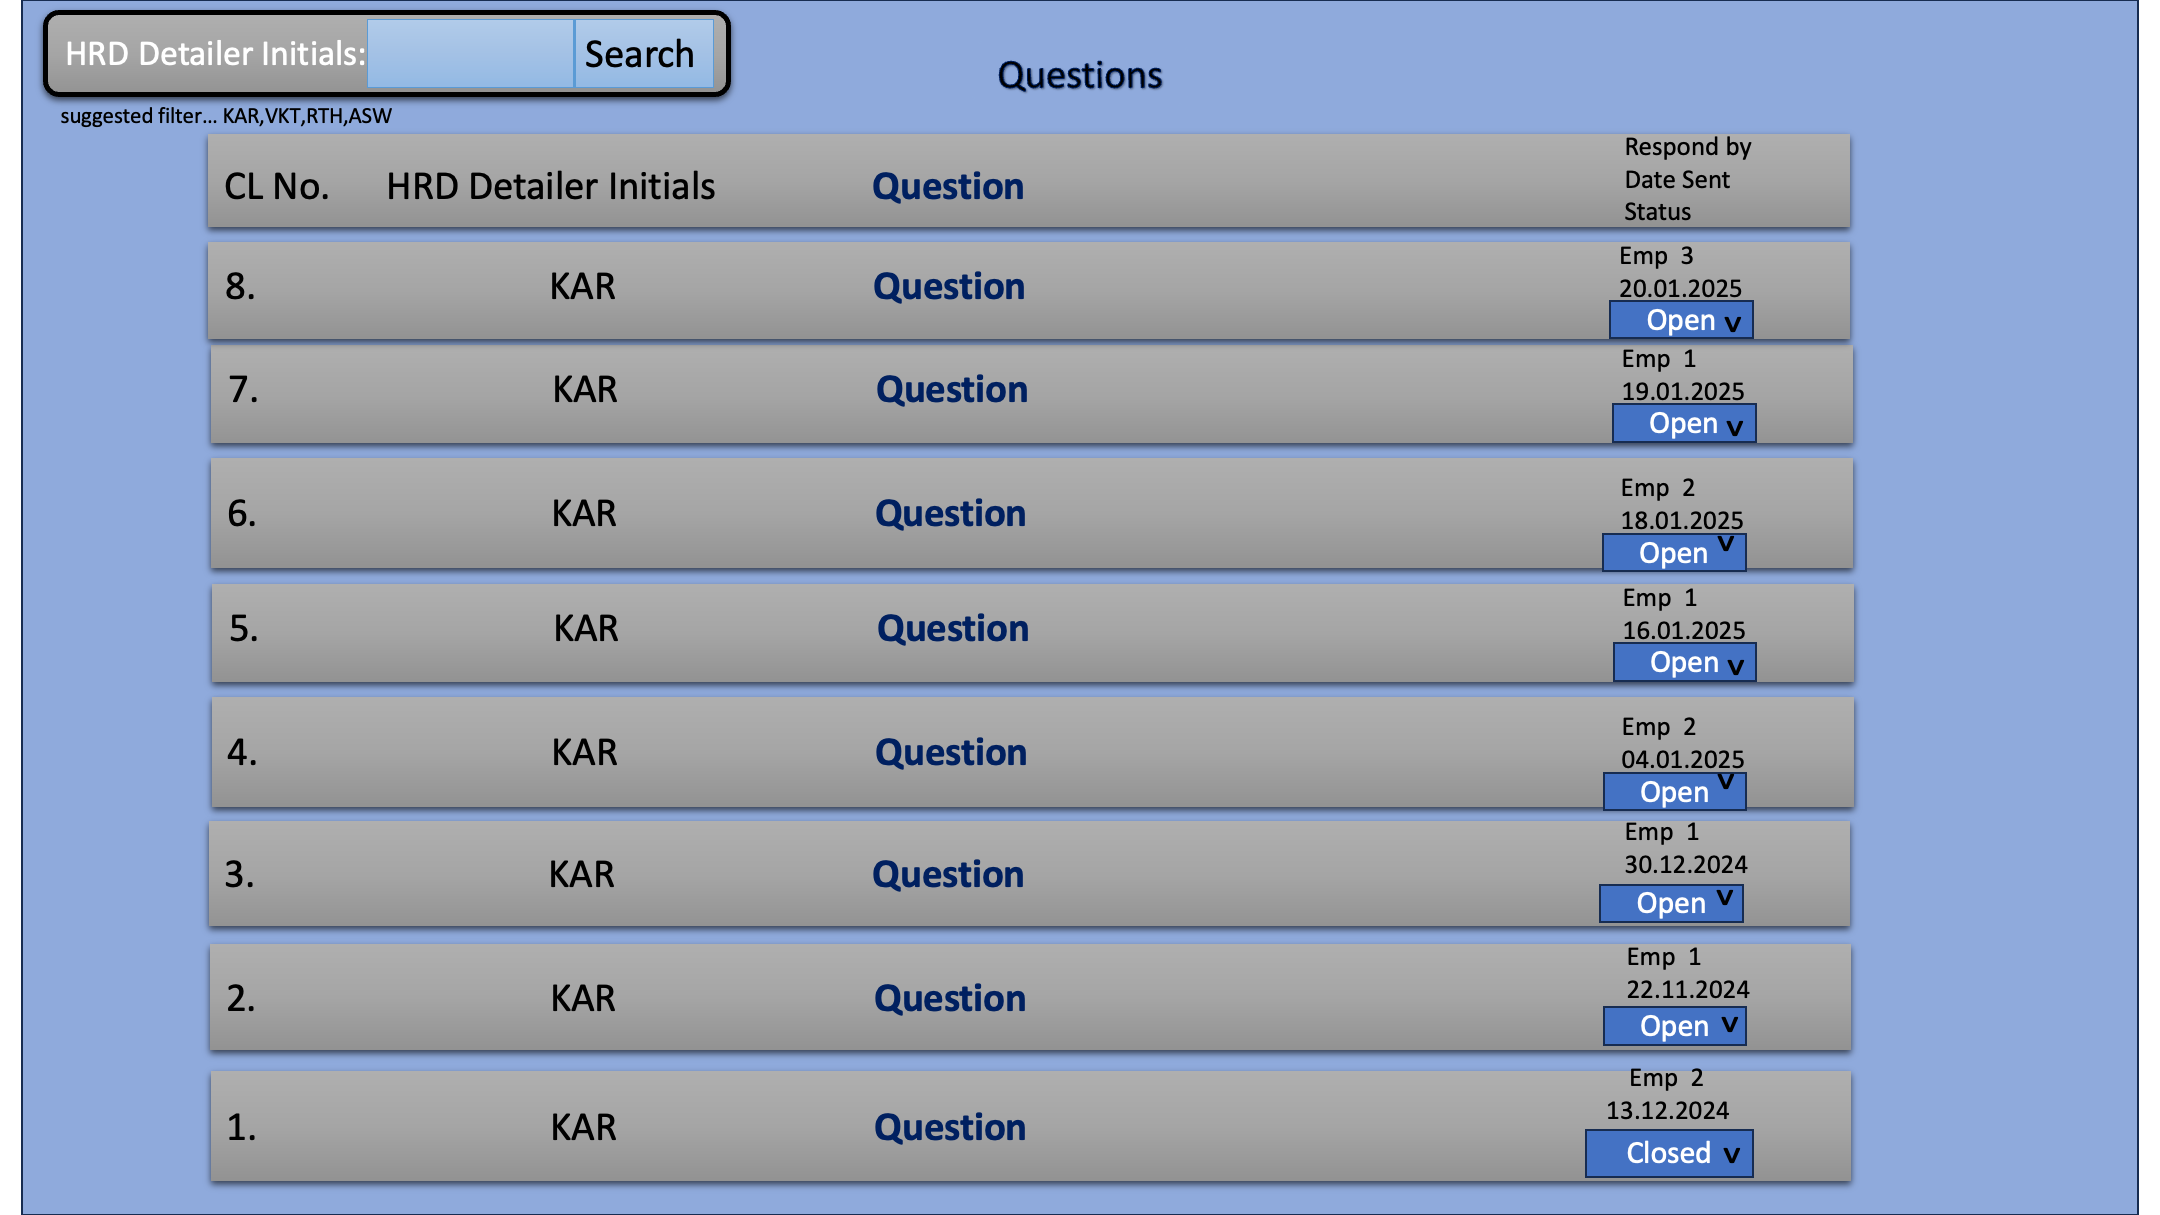 HRD Detailer Initials: Search
Questions
suggested filter... KAR,VKT,RTH,ASW
CL No. HRD Detailer Initials Question
Respond by
Date Sent
Status
8. KAR Question
Emp 3
20.01.2025
Open v
7. KAR Question
Emp 1
19.01.2025
Open v
6. KAR Question
Emp 2
18.01.2025
Open v
5. KAR Question
Emp 1
16.01.2025
Open v
4. KAR Question
Emp 2
04.01.2025
Open v
3. KAR Question
Emp 1
30.12.2024
Open v
2. KAR Question
Emp 1
22.11.2024
Open v
1. KAR Question
Emp 2
13.12.2024
Closed v